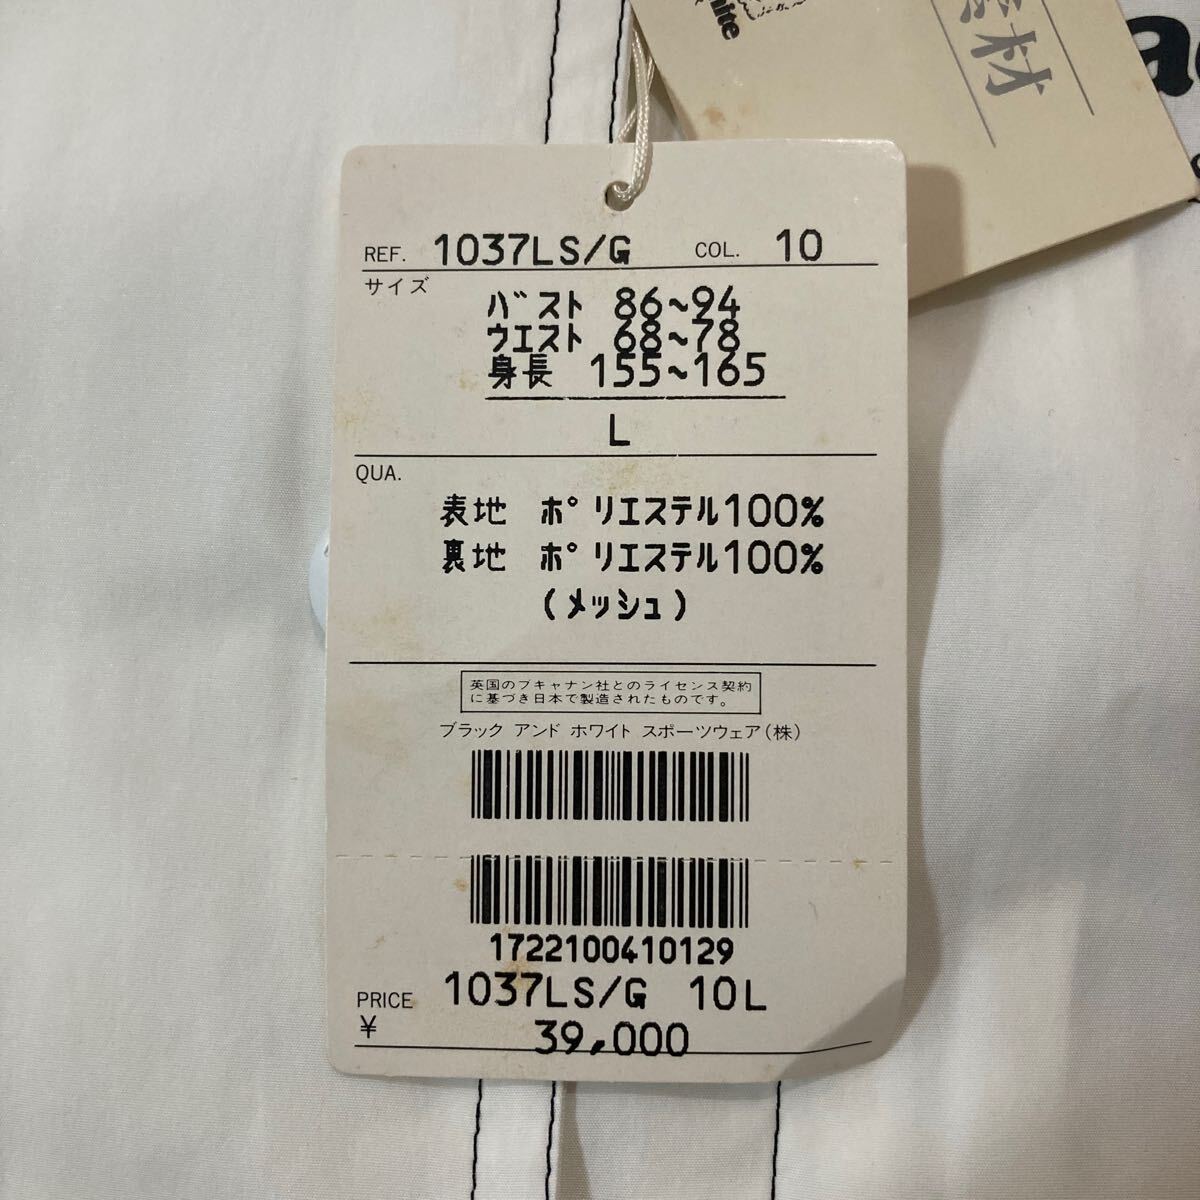 素材
REF. 1037LS/G COL. 10
サイズ
バスト 86~94
ウエスト 68~78
身長 155~165
L
QUA.
表地 ポリエステル100%
裏地 ポリエステル100%
(メッシュ)
英国のブキャナン社とのライセンス契約
に基づき日本で製造されたものです。
ブラック アンド ホワイト スポーツウェア(株)
1722100410129
PRICE 1037LS/G 10L
¥ 39,000